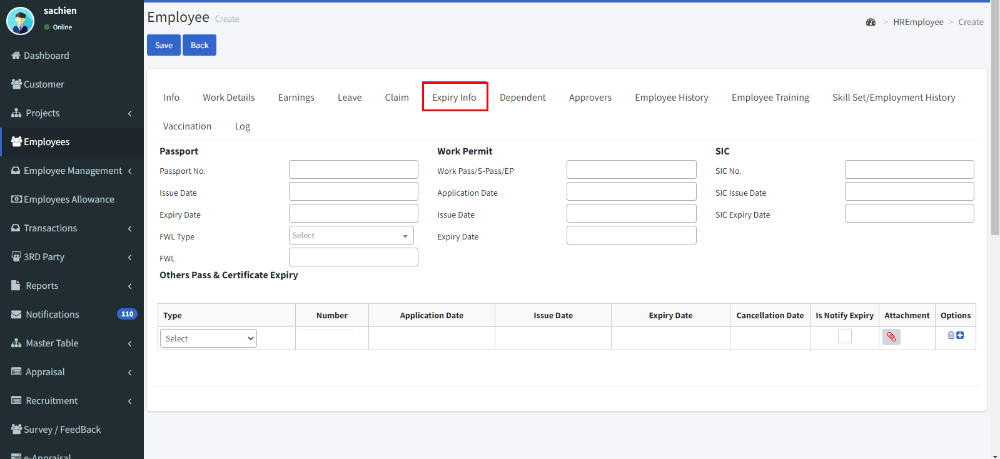 sachien
Online
Dashboard
Customer
Projects
Employees
Employee Management
Employees Allowance
Transactions
3RD Party
Reports
Notifications 110
Master Table
Appraisal
Recruitment
Survey / FeedBack
e-Appraisal
Employee Create
> HREmployee > Create
Save Back
Info Work Details Earnings Leave Claim Expiry Info Dependent Approvers Employee History Employee Training Skill Set/Employment History
Vaccination Log
Passport Work Permit SIC
Passport No. Work Pass/S-Pass/EP SIC No.
Issue Date Application Date SIC Issue Date
Expiry Date Issue Date SIC Expiry Date
FWL Type Select Expiry Date
FWL
Others Pass & Certificate Expiry
Type Number Application Date Issue Date Expiry Date Cancellation Date Is Notify Expiry Attachment Options
Select